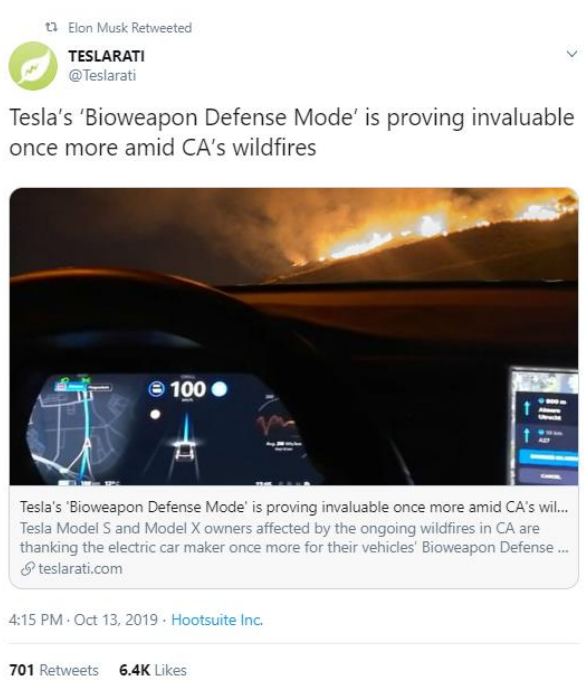 Elon Musk Retweeted
TESLARATI
@Teslarati
Tesla's 'Bioweapon Defense Mode' is proving invaluable
once more amid CA's wildfires
100
Tesla's 'Bioweapon Defense Mode' is proving invaluable once more amid CA's wil...
Tesla Model S and Model X owners affected by the ongoing wildfires in CA are
thanking the electric car maker once more for their vehicles' Bioweapon Defense ...
teslarati.com
4:15 PM · Oct 13, 2019 · Hootsuite Inc.
701 Retweets 6.4K Likes